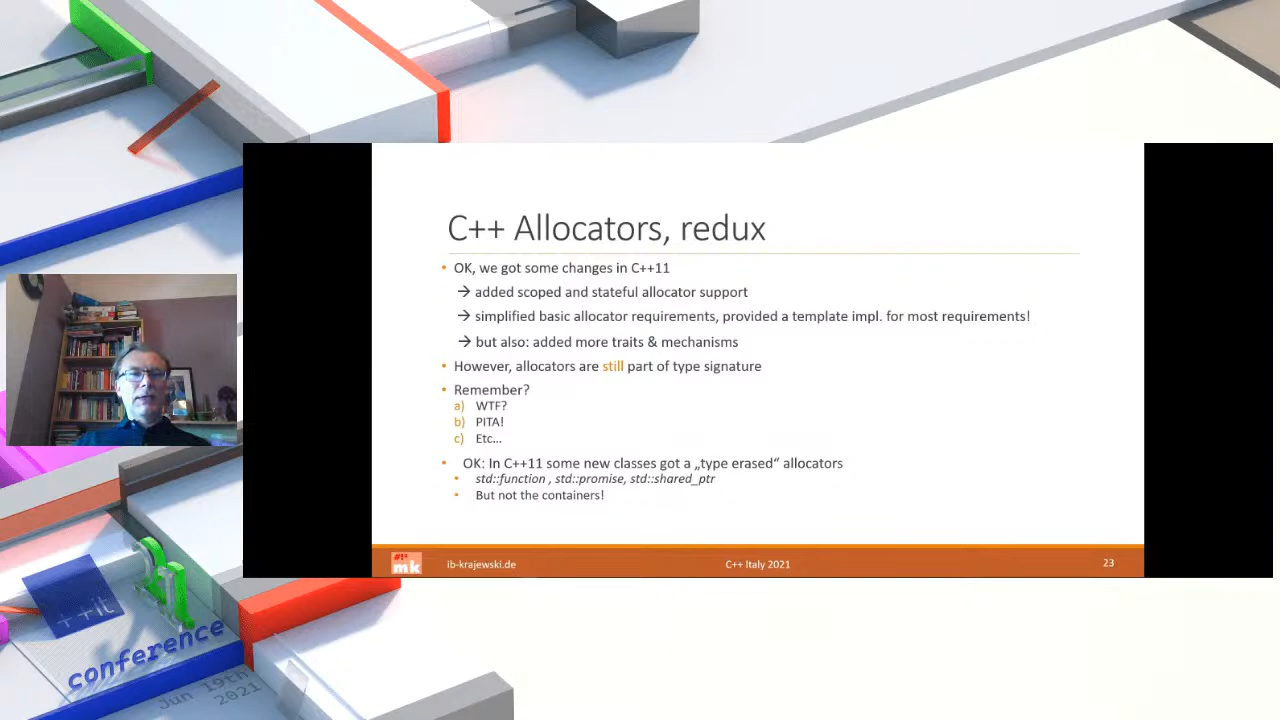 C++ Allocators, redux
• OK, we got some changes in C++11
→ added scoped and stateful allocator support
→ simplified basic allocator requirements, provided a template impl. for most requirements!
→ but also: added more traits & mechanisms
• However, allocators are still part of type signature
• Remember?
a) WTF?
b) PITA!
c) Etc...
• OK: In C++11 some new classes got a „type erased“ allocators
• std::function , std::promise, std::shared_ptr
• But not the containers!
#!*
mk
ib-krajewski.de
C++ Italy 2021
23
++it
conference
Jun 19th
2021